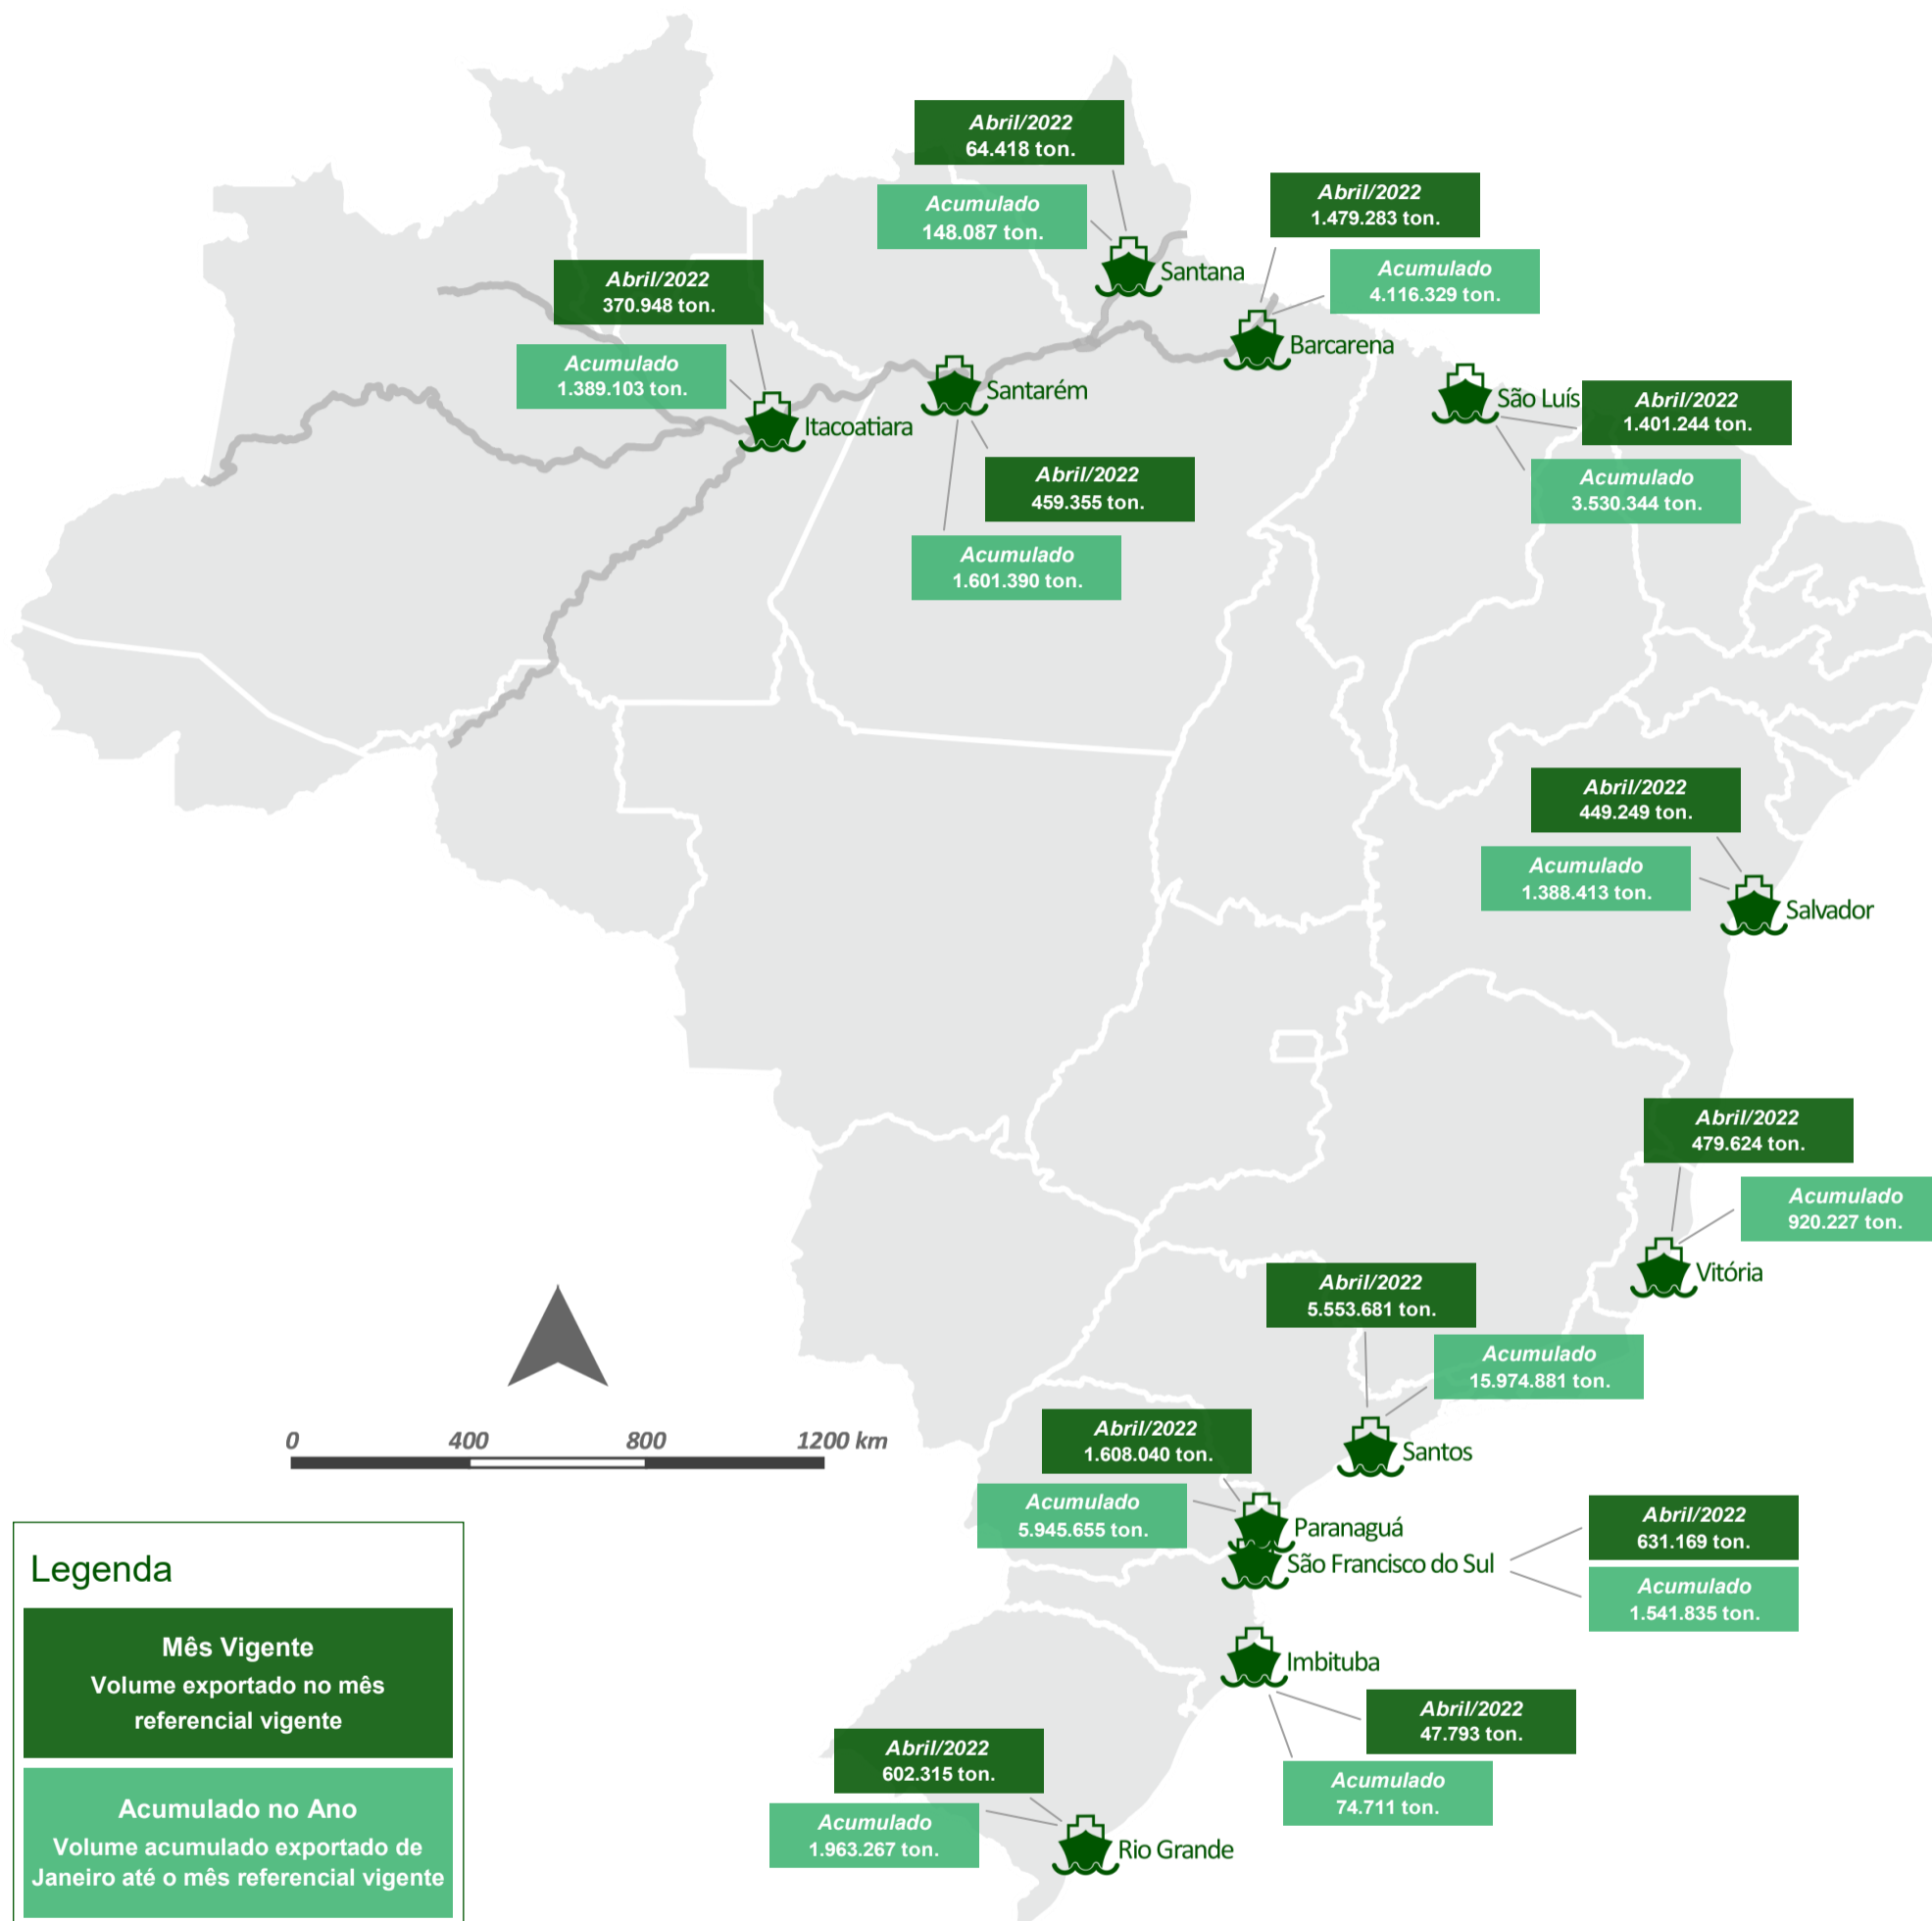 Abril/2022
64.418 ton.
Acumulado
148.087 ton.
Santana
Abril/2022
1.479.283 ton.
Acumulado
4.116.329 ton.
Barcarena
Abril/2022
370.948 ton.
Acumulado
1.389.103 ton.
Itacoatiara
Santarém
Abril/2022
459.355 ton.
Acumulado
1.601.390 ton.
São Luís
Abril/2022
1.401.244 ton.
Acumulado
3.530.344 ton.
Abril/2022
449.249 ton.
Acumulado
1.388.413 ton.
Salvador
Abril/2022
479.624 ton.
Acumulado
920.227 ton.
Vitória
Abril/2022
5.553.681 ton.
Acumulado
15.974.881 ton.
Santos
Abril/2022
1.608.040 ton.
Acumulado
5.945.655 ton.
Paranaguá
São Francisco do Sul
Abril/2022
631.169 ton.
Acumulado
1.541.835 ton.
Imbituba
Abril/2022
47.793 ton.
Acumulado
74.711 ton.
Abril/2022
602.315 ton.
Acumulado
1.963.267 ton.
Rio Grande
0 400 800 1200 km
Legenda
Mês Vigente
Volume exportado no mês
referencial vigente
Acumulado no Ano
Volume acumulado exportado de
Janeiro até o mês referencial vigente